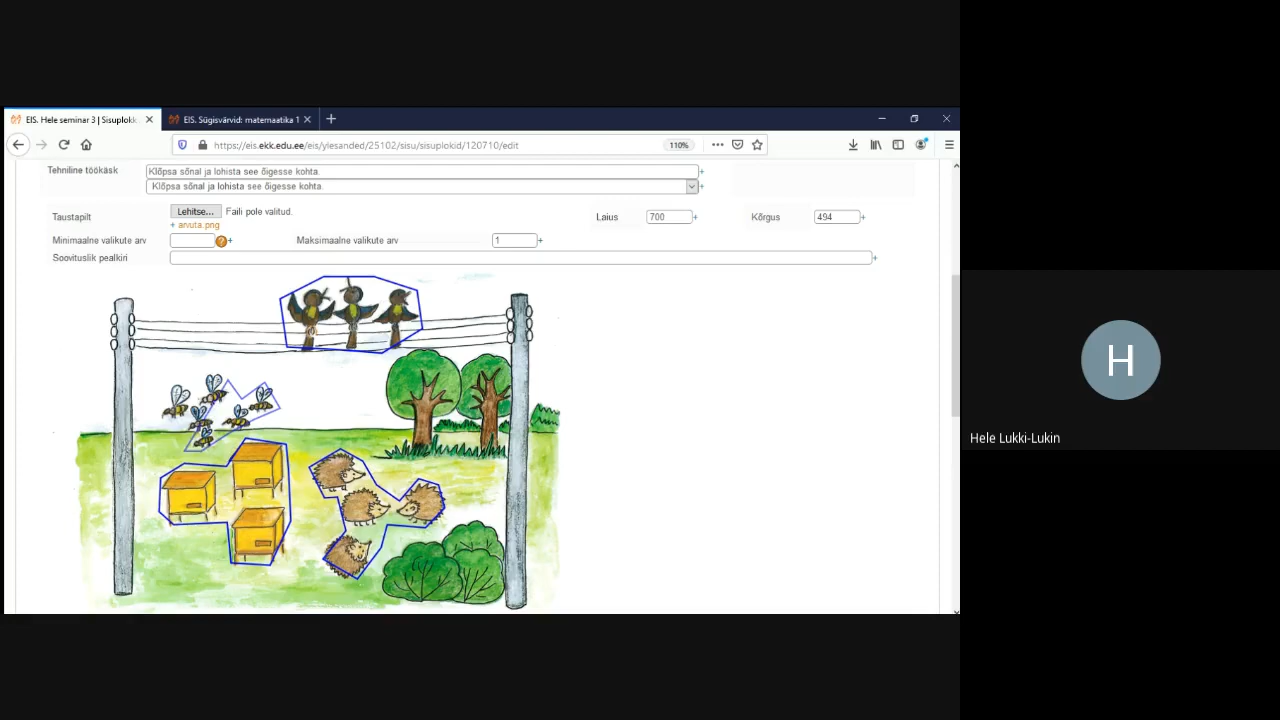 EIS. Hele seminar 3 | Sisuplokk
EIS. Sügisvärvid: matemaatika 1
https://eis.ekk.edu.ee/eis/ylesanded/25102/sisu/sisuplokid/120710/edit
110%
Tehniline töökäsk
Klõpsa sõnal ja lohista see õigesse kohta.
Klõpsa sõnal ja lohista see õigesse kohta.
Taustapilt
Lehitse... Faili pole valitud.
Laius 700
Kõrgus 494
+ arvuta.png
Minimaalne valikute arv
Maksimaalne valikute arv 1
Soovituslik pealkiri
H
Hele Lukki-Lukin